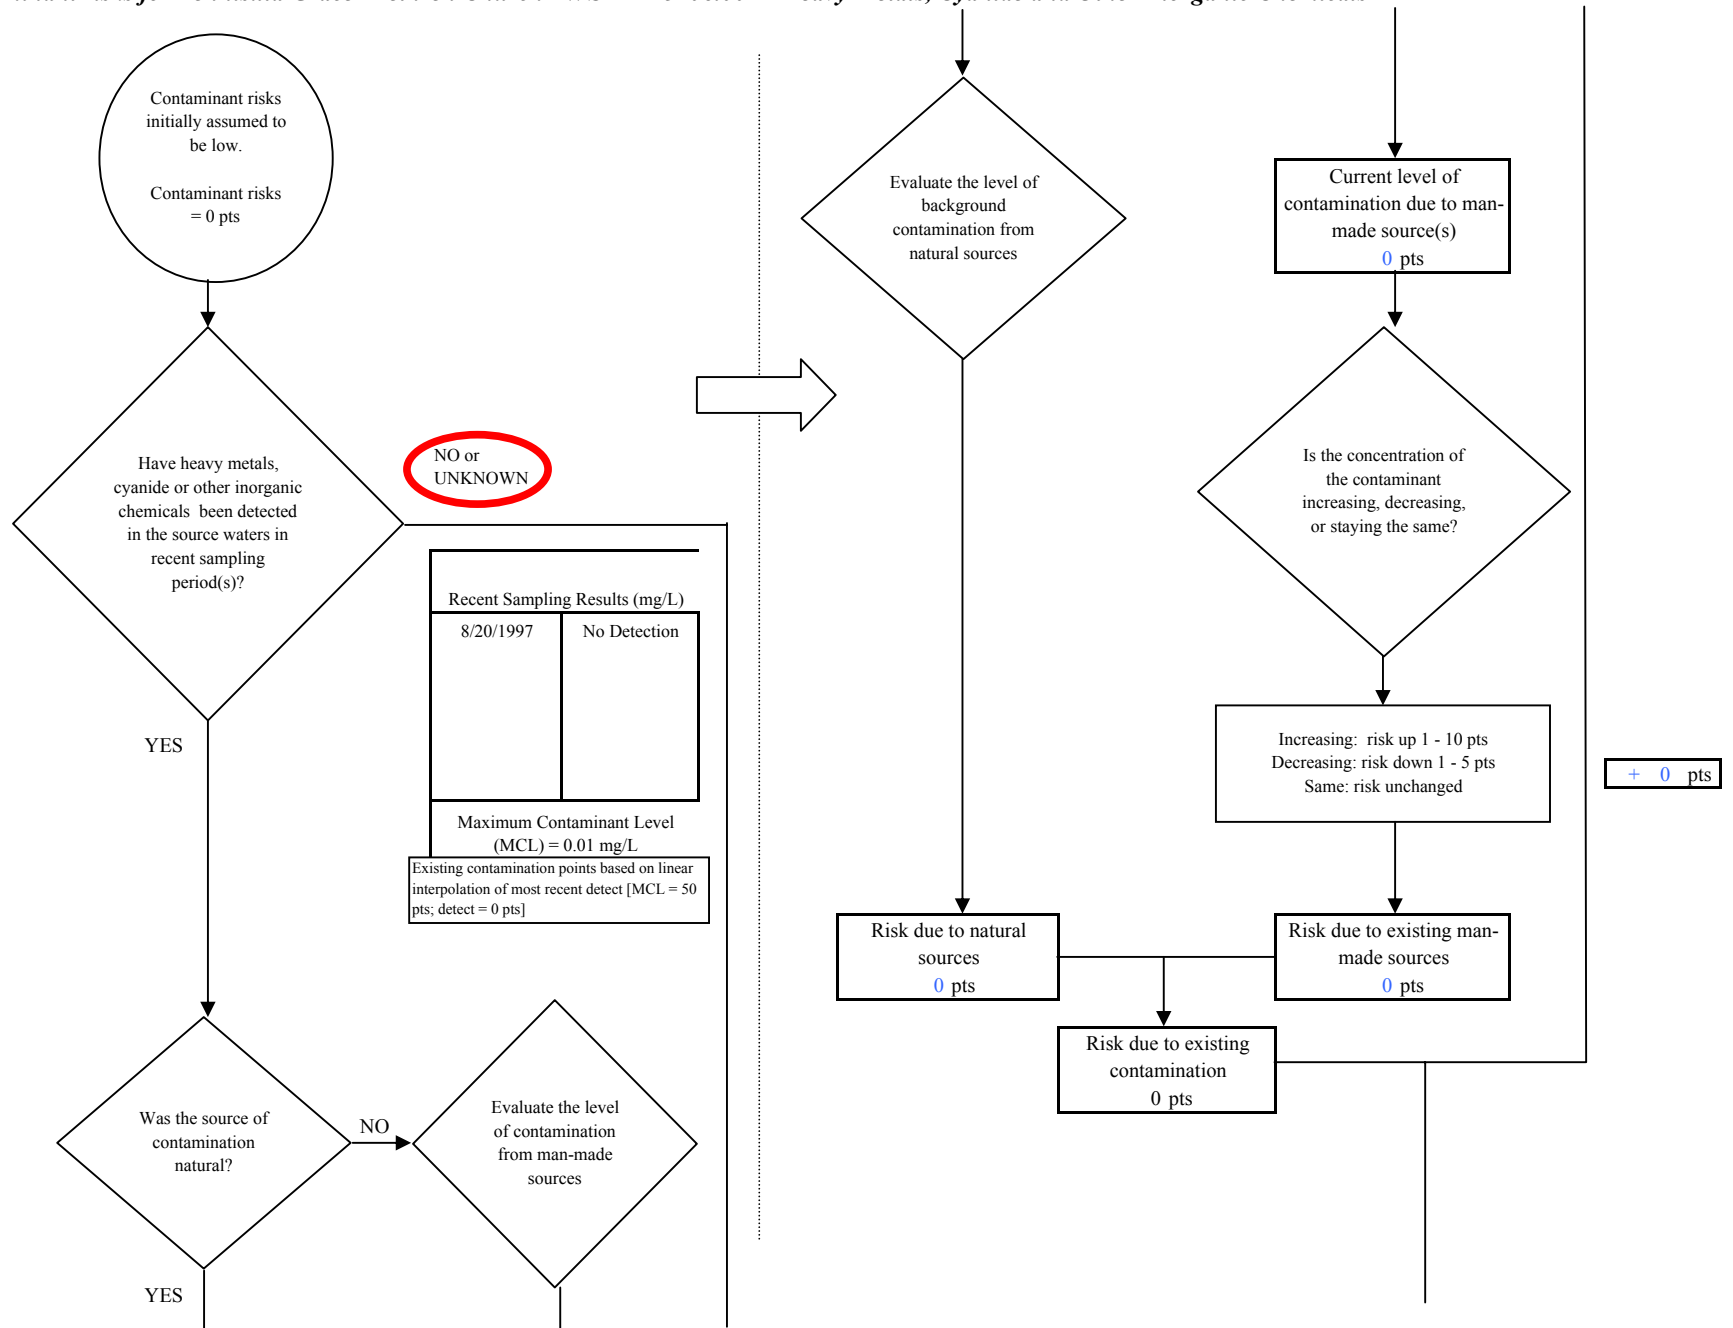 Contaminant risks
initially assumed to
be low.
Contaminant risks
= 0 pts
Have heavy metals,
cyanide or other inorganic
chemicals been detected
in the source waters in
recent sampling
period(s)?
NO or
UNKNOWN
YES
Recent Sampling Results (mg/L)
8/20/1997 No Detection
Maximum Contaminant Level
(MCL) = 0.01 mg/L
Existing contamination points based on linear
interpolation of most recent detect [MCL = 50
pts; detect = 0 pts]
Was the source of
contamination
natural?
NO
YES
Evaluate the level
of contamination
from man-made
sources
Evaluate the level of
background
contamination from
natural sources
Current level of
contamination due to man-
made source(s)
0 pts
Is the concentration of
the contaminant
increasing, decreasing,
or staying the same?
Increasing: risk up 1 - 10 pts
Decreasing: risk down 1 - 5 pts
Same: risk unchanged
+ 0 pts
Risk due to natural
sources
0 pts
Risk due to existing man-
made sources
0 pts
Risk due to existing
contamination
0 pts